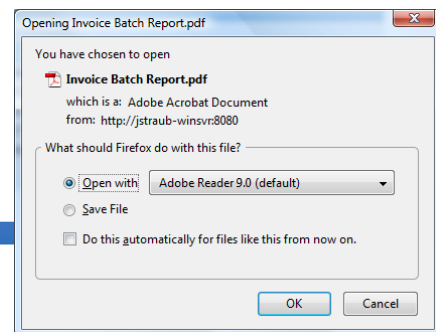 Opening Invoice Batch Report.pdf
You have chosen to open
Invoice Batch Report.pdf
which is a: Adobe Acrobat Document
from: http://jstraub-winsvr:8080
What should Firefox do with this file?
Open with Adobe Reader 9.0 (default)
Save File
Do this automatically for files like this from now on.
OK Cancel